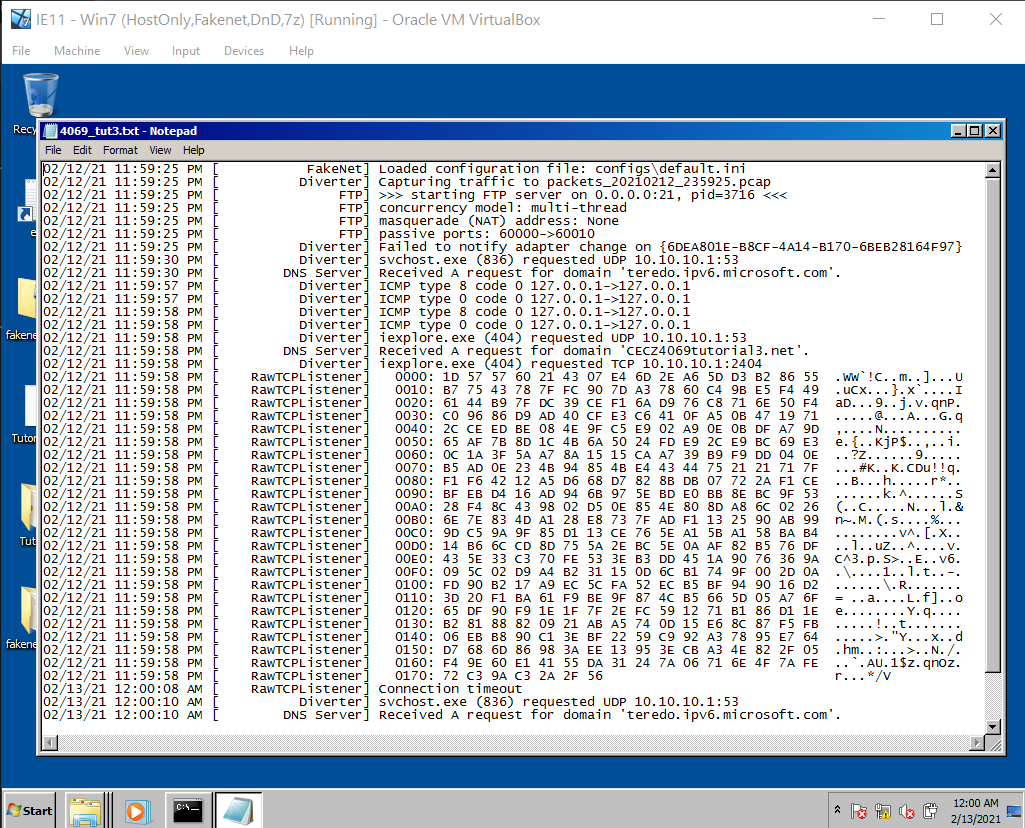 IE11 - Win7 (HostOnly,Fakenet,DnD,7z) [Running] - Oracle VM VirtualBox
File Machine View Input Devices Help
Recy
4069_tut3.txt - Notepad
File Edit Format View Help
02/12/21 11:59:25 PM [ FakeNet] Loaded configuration file: configs\default.ini
02/12/21 11:59:25 PM [ Diverter] Capturing traffic to packets_20210212_235925.pcap
02/12/21 11:59:25 PM [ FTP] >>> starting FTP server on 0.0.0.0:21, pid=3716 <<<
02/12/21 11:59:25 PM [ FTP] concurrency model: multi-thread
02/12/21 11:59:25 PM [ FTP] masquerade (NAT) address: None
02/12/21 11:59:25 PM [ FTP] passive ports: 60000->60010
02/12/21 11:59:25 PM [ Diverter] Failed to notify adapter change on {6DEA801E-B8CF-4A14-B170-6BEB28164F97}
02/12/21 11:59:30 PM [ Diverter] svchost.exe (836) requested UDP 10.10.10.1:53
02/12/21 11:59:30 PM [ DNS Server] Received A request for domain 'teredo.ipv6.microsoft.com'.
02/12/21 11:59:57 PM [ Diverter] ICMP type 8 code 0 127.0.0.1->127.0.0.1
02/12/21 11:59:57 PM [ Diverter] ICMP type 0 code 0 127.0.0.1->127.0.0.1
02/12/21 11:59:58 PM [ Diverter] ICMP type 8 code 0 127.0.0.1->127.0.0.1
02/12/21 11:59:58 PM [ Diverter] ICMP type 0 code 0 127.0.0.1->127.0.0.1
02/12/21 11:59:58 PM [ Diverter] iexplore.exe (404) requested UDP 10.10.10.1:53
02/12/21 11:59:58 PM [ DNS Server] Received A request for domain 'CECZ4069tutorial3.net'.
02/12/21 11:59:58 PM [ Diverter] iexplore.exe (404) requested TCP 10.10.10.1:2404
02/12/21 11:59:58 PM [ RawTCPListener] 0000: 1D 57 57 60 21 43 07 E4 6D 2E A6 5D D3 B2 86 55 .WW`!C..m..]...U
02/12/21 11:59:58 PM [ RawTCPListener] 0010: B7 75 43 78 7F FC 90 7D A3 78 60 C4 9B E5 F4 49 .uCx...}.x`....I
02/12/21 11:59:58 PM [ RawTCPListener] 0020: 61 44 B9 7F DC 39 CE F1 6A D9 76 C8 71 6E 50 F4 aD...9..j.v.qnP.
02/12/21 11:59:58 PM [ RawTCPListener] 0030: C0 96 86 D9 AD 40 CF E3 C6 41 0F A5 0B 47 19 71 .....@...A...G.q
02/12/21 11:59:58 PM [ RawTCPListener] 0040: 2C CE ED BE 08 4E 9F C5 E9 02 A9 0E 0B DF A7 9D ,....N..........
02/12/21 11:59:58 PM [ RawTCPListener] 0050: 65 AF 7B 8D 1C 4B 6A 50 24 FD E9 2C E9 BC 69 E3 e.{..KjP$..,..i.
02/12/21 11:59:58 PM [ RawTCPListener] 0060: 0C 1A 3F 5A A7 8A 15 15 CA A7 39 B9 F9 DD 04 0E ..?Z......9.....
02/12/21 11:59:58 PM [ RawTCPListener] 0070: B5 AD 0E 23 4B 94 85 4B E4 43 44 75 21 21 71 7F ...#K..K.CDu!!q.
02/12/21 11:59:58 PM [ RawTCPListener] 0080: F1 F6 42 12 A5 D6 68 D7 82 8B DB 07 72 2A F1 CE ..B...h.....r*..
02/12/21 11:59:58 PM [ RawTCPListener] 0090: BF EB D4 16 AD 94 6B 97 5E BD E0 BB 8E BC 9F 53 ......k.^......S
02/12/21 11:59:58 PM [ RawTCPListener] 00A0: 28 F4 8C 43 98 02 D5 0E 85 4E 80 8D A8 6C 02 26 (..C.....N...l.&
02/12/21 11:59:58 PM [ RawTCPListener] 00B0: 6E 7E 83 4D A1 28 E8 73 7F AD F1 13 25 90 AB 99 n~.M.(.s....%...
02/12/21 11:59:58 PM [ RawTCPListener] 00C0: 9D C5 9A 9F 85 D1 13 CE 76 5E A1 5B A1 58 BA B4 ........v^.[.X..
02/12/21 11:59:58 PM [ RawTCPListener] 00D0: 14 B6 6C CD 8D 75 5A 2E BC 5E 0A AF 82 B5 76 DF ..l..uZ..^....v.
02/12/21 11:59:58 PM [ RawTCPListener] 00E0: 43 5E 33 C3 70 FE 53 3E B3 DD 45 1A 90 76 36 9A C^3.p.S>..E..v6.
02/12/21 11:59:58 PM [ RawTCPListener] 00F0: 09 5C 02 D9 A4 B2 31 15 0D 6C B1 74 9F 00 2D 0A .\....1..l.t..-.
02/12/21 11:59:58 PM [ RawTCPListener] 0100: FD 90 B2 17 A9 EC 5C FA 52 EC B5 BF 94 90 16 D2 ......\.R.......
02/12/21 11:59:58 PM [ RawTCPListener] 0110: 3D 20 F1 BA 61 F9 BE 9F 87 4C B5 66 5D 05 A7 6F = ..a....L.f]..o
02/12/21 11:59:58 PM [ RawTCPListener] 0120: 65 DF 90 F9 1E 1F 7F 2E FC 59 12 71 B1 86 D1 1E e........Y.q....
02/12/21 11:59:58 PM [ RawTCPListener] 0130: B2 81 88 82 09 21 AB A5 74 0D 15 E6 8C 87 F5 FB .....!..t.......
02/12/21 11:59:58 PM [ RawTCPListener] 0140: 06 EB B8 90 C1 3E BF 22 59 C9 92 A3 78 95 E7 64 .....>."Y...x..d
02/12/21 11:59:58 PM [ RawTCPListener] 0150: D7 68 6D 86 98 3A EE 13 95 3E CB A3 4E 82 2F 05 .hm..:...>..N./.
02/12/21 11:59:58 PM [ RawTCPListener] 0160: F4 9E 60 E1 41 55 DA 31 24 7A 06 71 6E 4F 7A FE ..`.AU.1$z.qnOz.
02/12/21 11:59:58 PM [ RawTCPListener] 0170: 72 C3 9A C3 2A 2F 56 r...*/V
02/13/21 12:00:08 AM [ RawTCPListener] Connection timeout
02/13/21 12:00:10 AM [ Diverter] svchost.exe (836) requested UDP 10.10.10.1:53
02/13/21 12:00:10 AM [ DNS Server] Received A request for domain 'teredo.ipv6.microsoft.com'.
e
fakene
Tutor
Tut
fakene
Start
C:\
12:00 AM
2/13/2021